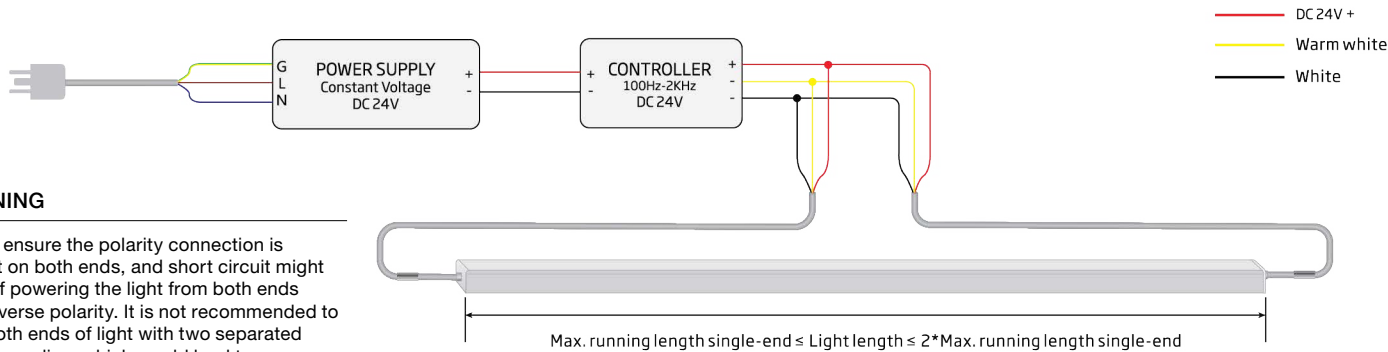 DC 24V +
Warm white
White
G
L
N
POWER SUPPLY
Constant Voltage
DC 24V
+
-
+
-
CONTROLLER
100Hz-2KHz
DC 24V
+
-
-
NING
ensure the polarity connection is
t on both ends, and short circuit might
f powering the light from both ends
verse polarity. It is not recommended to
oth ends of light with two separated
Max. running length single-end ≤ Light length ≤ 2*Max. running length single-end